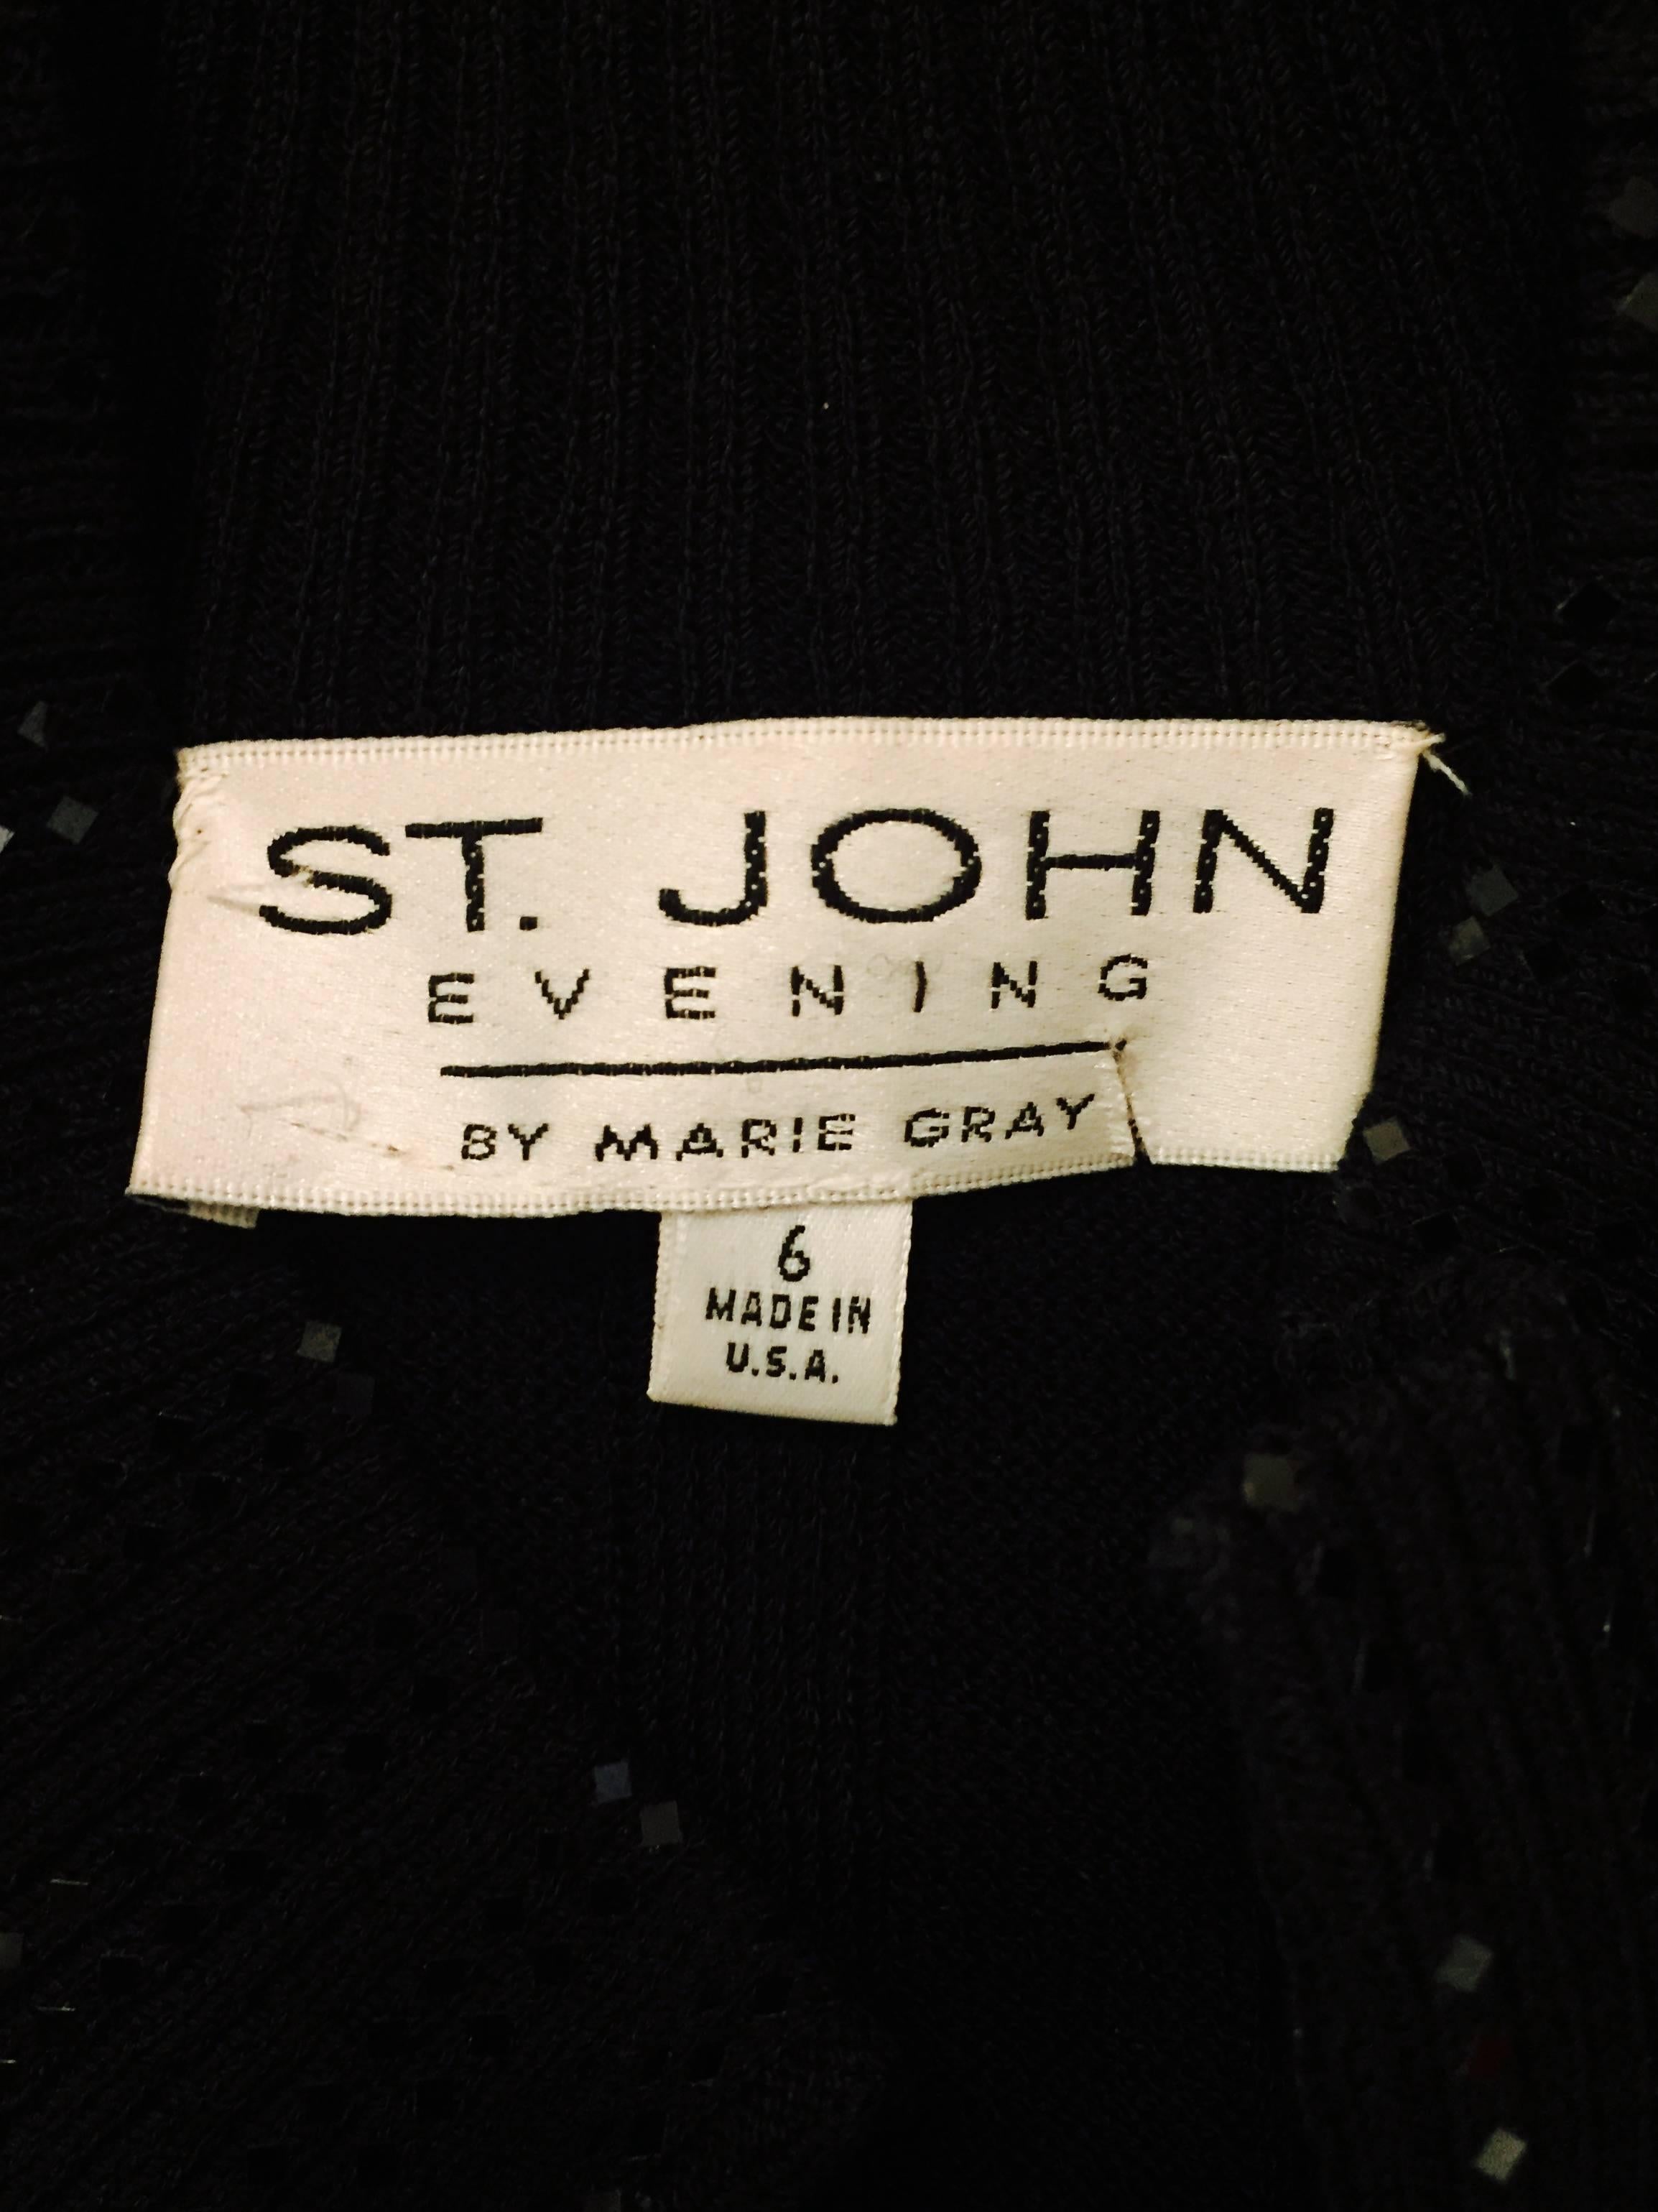 ST. JOHN
EVENING
BY MARIE GRAY
6
MADE IN
U.S.A.